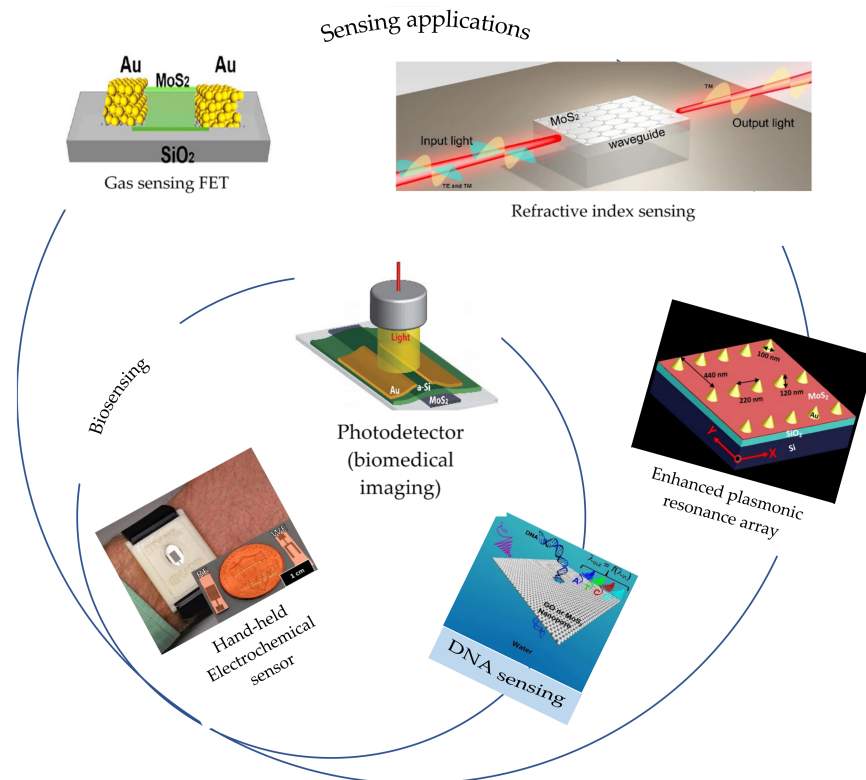 Sensing applications
Au
Au
MoS2
SiO2
Gas sensing FET
MoS2
waveguide
Input light
Output light
TM
TE and TM
Refractive index sensing
Biosensing
Light
Au
a-Si
MoS2
Photodetector
(biomedical
imaging)
100 nm
440 nm
120 nm
220 nm
MoS2
Au
SiO2
Si
Y
X
Enhanced plasmonic
resonance array
RE
WE
1 cm
Hand-held
Electrochemical
sensor
DNA
A
T
C
GO or MoS2
Nanopore
Water
DNA sensing